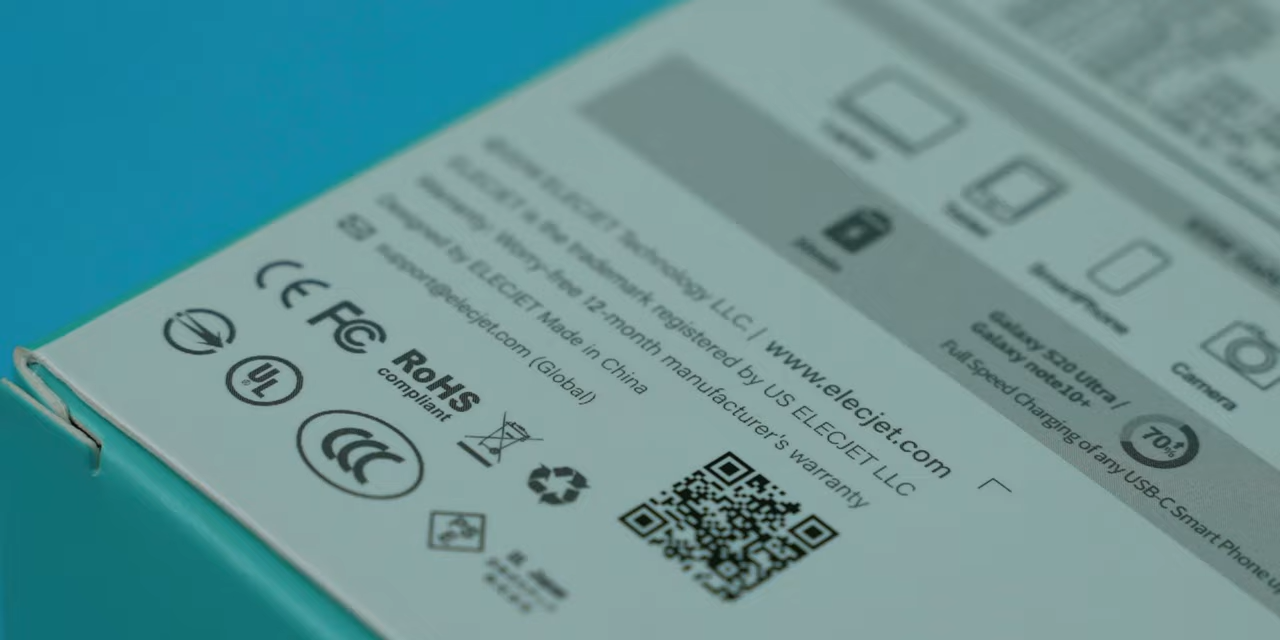 ELECJET Technology LLC. | www.elecjet.com
ELECJET is the trademark registered by US ELECJET LLC
Warranty: Worry-free 12-month manufacturer's warranty
Designed by ELECJET Made in China
support@elecjet.com (Global)
CE FC RoHS
compliant
UL
CCC
SmartPhone
Camera
Galaxy S20 Ultra /
Galaxy note10+
70%
Full Speed Charging of any USB-C Smart Phone